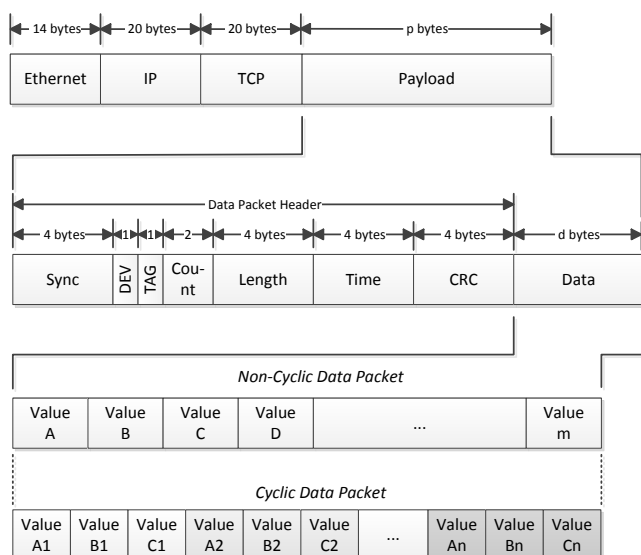 14 bytes 20 bytes 20 bytes p bytes
Ethernet IP TCP Payload
Data Packet Header
4 bytes 1 1 2 4 bytes 4 bytes 4 bytes d bytes
Sync DEV TAG Cou-
nt Length Time CRC Data
Non-Cyclic Data Packet
Value Value Value Value Value
A B C D ... m
Cyclic Data Packet
Value Value Value Value Value Value Value Value Value
A1 B1 C1 A2 B2 C2 ... An Bn Cn